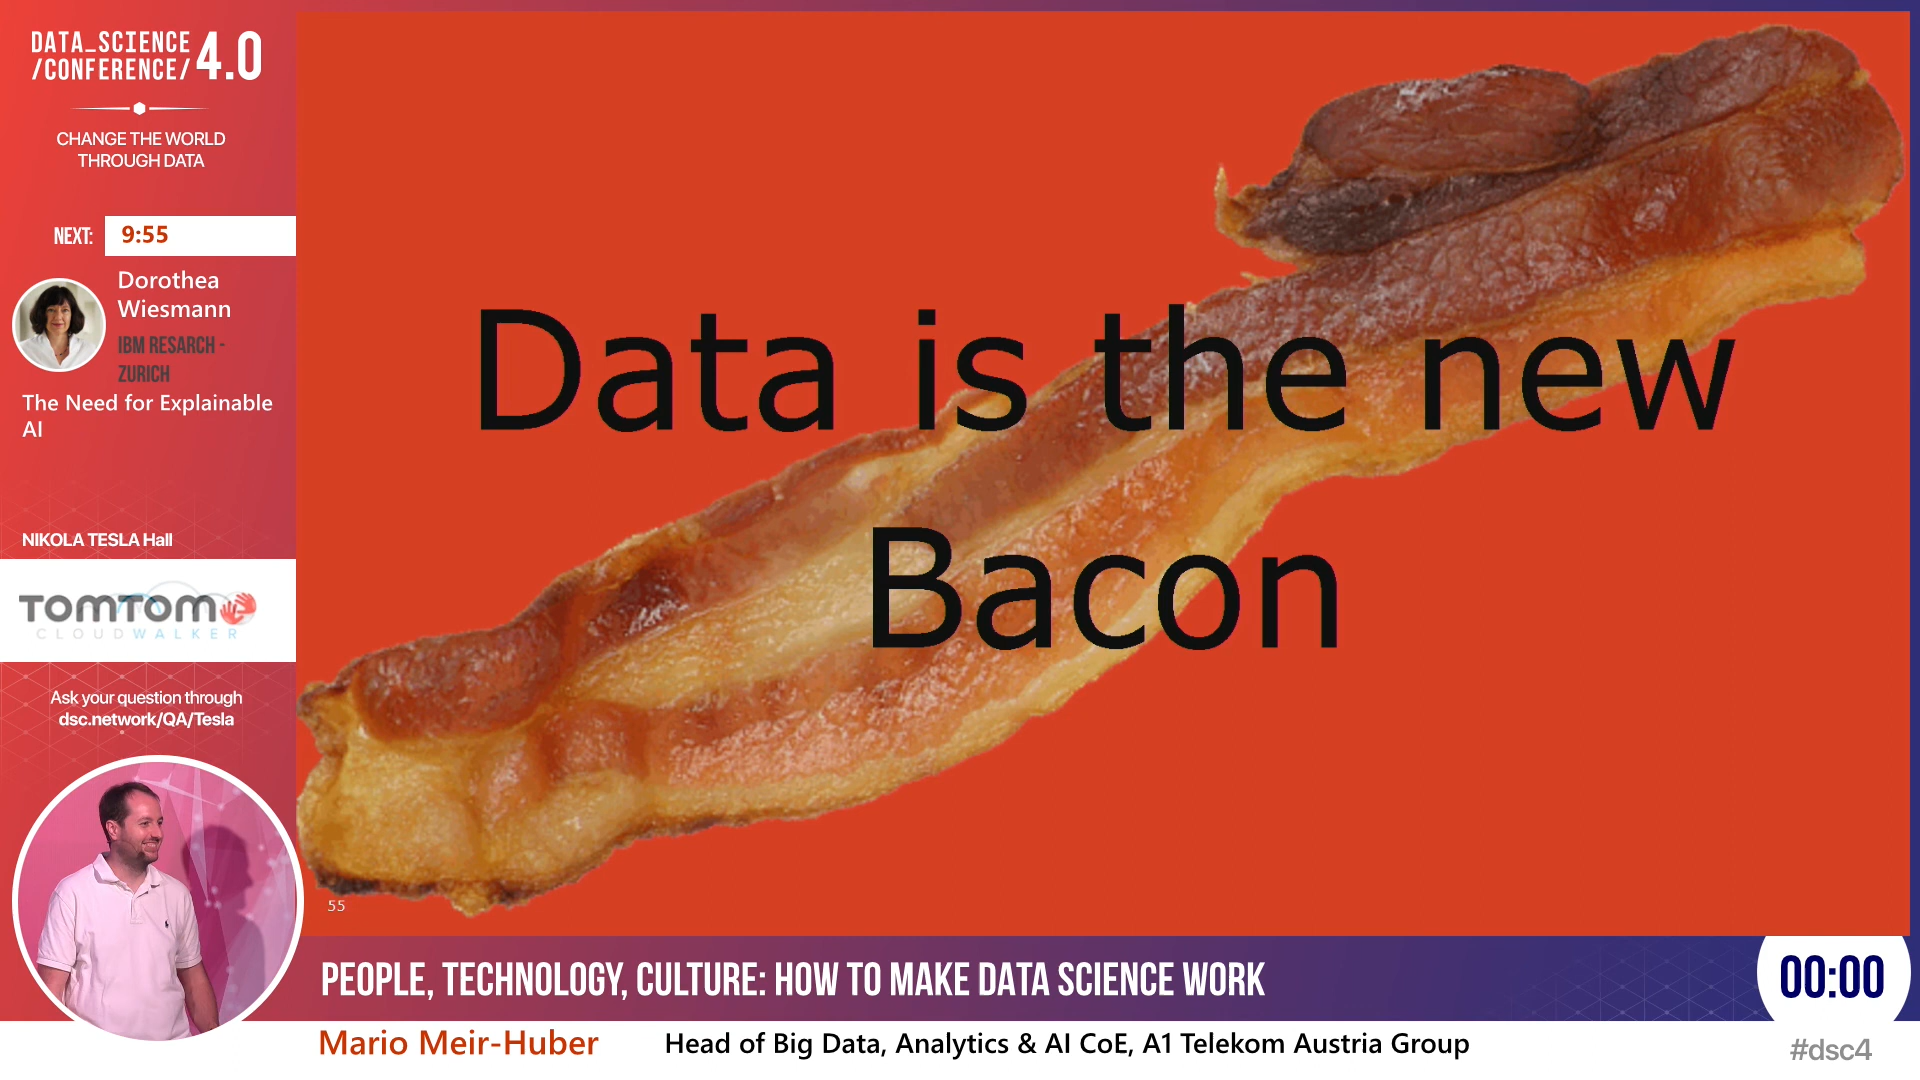 DATA_SCIENCE
/CONFERENCE/ 4.0
CHANGE THE WORLD
THROUGH DATA
NEXT: 9:55
Dorothea
Wiesmann
IBM RESARCH -
ZURICH
The Need for Explainable
AI
NIKOLA TESLA Hall
TOMTOM
CLOUDWALKER
Ask your question through
dsc.network/QA/Tesla
Data is the new
Bacon
55
PEOPLE, TECHNOLOGY, CULTURE: HOW TO MAKE DATA SCIENCE WORK
00:00
Mario Meir-Huber
Head of Big Data, Analytics & AI CoE, A1 Telekom Austria Group
#dsc4